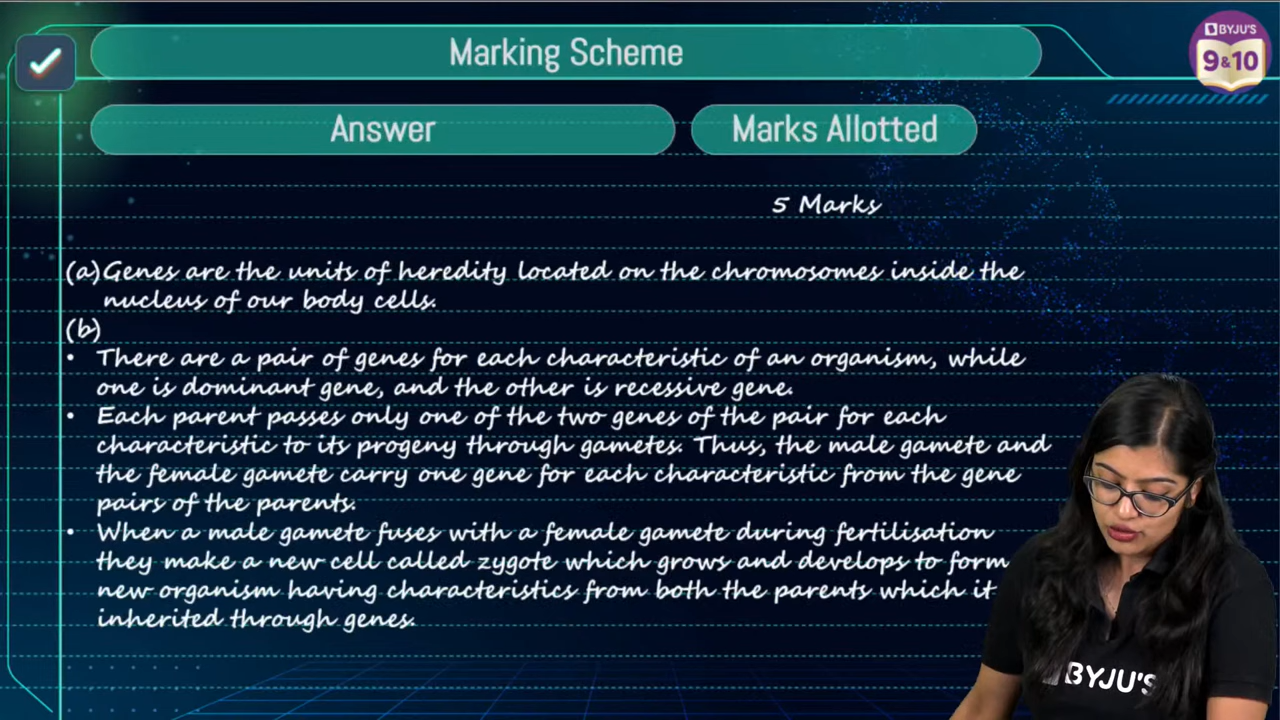 Marking Scheme
BYJU'S
9&10
Answer
Marks Allotted
5 Marks
(a) Genes are the units of heredity located on the chromosomes inside the
nucleus of our body cells.
(b)
• There are a pair of genes for each characteristic of an organism, while
one is dominant gene, and the other is recessive gene.
• Each parent passes only one of the two genes of the pair for each
characteristic to its progeny through gametes. Thus, the male gamete and
the female gamete carry one gene for each characteristic from the gene
pairs of the parents.
• When a male gamete fuses with a female gamete during fertilisation
they make a new cell called zygote which grows and develops to form
new organism having characteristics from both the parents which it
inherited through genes.
BYJU'S